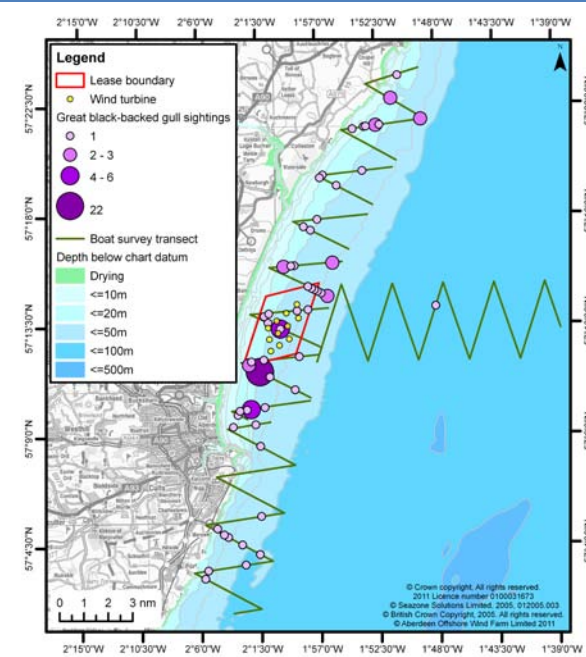 2°15'0"W 2°10'30"W 2°6'0"W 2°1'30"W 1°57'0"W 1°52'30"W 1°48'0"W 1°43'30"W 1°39'0"W
N
Legend
Lease boundary
Wind turbine
Great black-backed gull sightings
1
2 - 3
4 - 6
22
Boat survey transect
Depth below chart datum
Drying
<=10m
<=20m
<=50m
<=100m
<=500m
57°22'30"N
57°18'0"N
57°13'30"N
57°9'0"N
57°4'30"N
0 1 2 3 nm
© Crown copyright, All rights reserved.
2011 Licence number 0100031673
© Seazone Solutions Limited, 2005, 012005.003
© British Crown Copyright, 2005. All rights reserved.
© Aberdeen Offshore Wind Farm Limited 2011
2°15'0"W 2°10'30"W 2°6'0"W 2°1'30"W 1°57'0"W 1°52'30"W 1°48'0"W 1°43'30"W 1°39'0"W